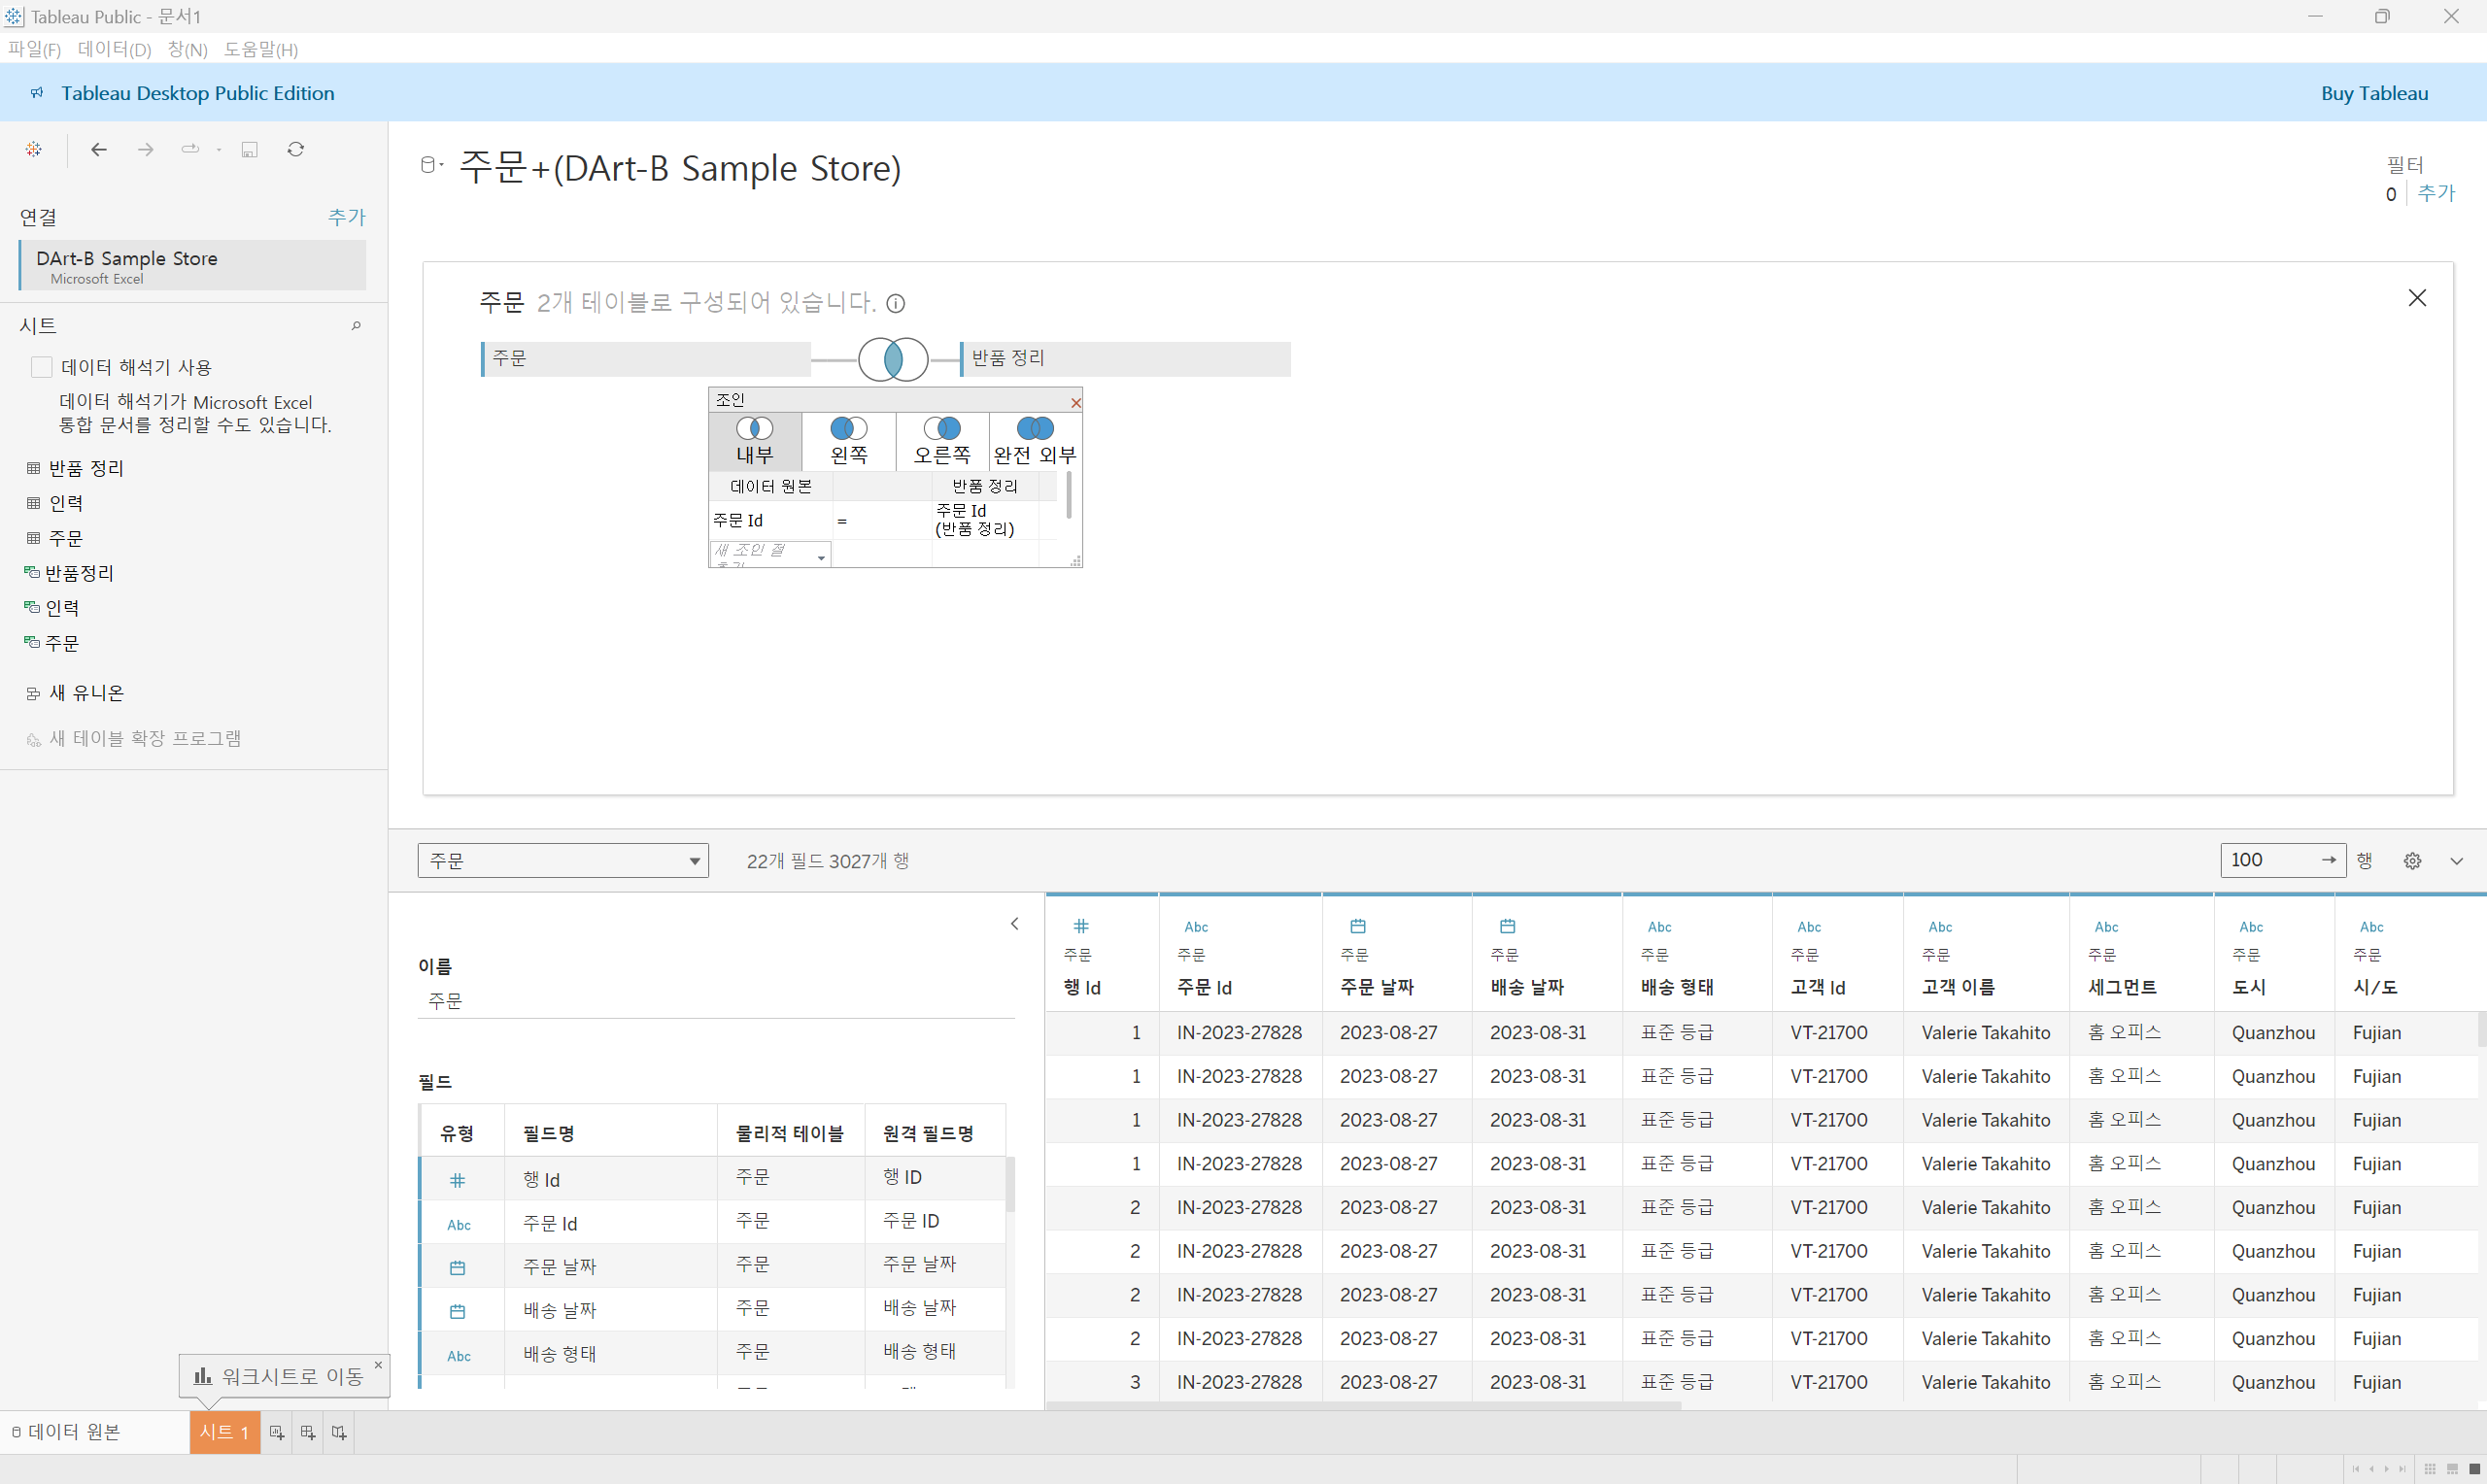 Tableau Public - 문서1
파일(F) 데이터(D) 창(N) 도움말(H)
Tableau Desktop Public Edition
Buy Tableau
연결 추가
DArt-B Sample Store
Microsoft Excel
시트
데이터 해석기 사용
데이터 해석기가 Microsoft Excel
통합 문서를 정리할 수도 있습니다.
반품 정리
인력
주문
반품정리
인력
주문
새 유니온
새 테이블 확장 프로그램
주문+(DArt-B Sample Store)
필터
0 추가
주문 2개 테이블로 구성되어 있습니다.
주문 반품 정리
조인
내부 왼쪽 오른쪽 완전 외부
데이터 원본 반품 정리
주문 Id = 주문 Id
(반품 정리)
새 조인 절
주문 22개 필드 3027개 행 100 → 행
이름
주문
필드
유형 필드명 물리적 테이블 원격 필드명
행 Id 주문 행 ID
Abc 주문 Id 주문 주문 ID
주문 날짜 주문 주문 날짜
배송 날짜 주문 배송 날짜
Abc 배송 형태 주문 배송 형태
Abc Abc Abc Abc Abc Abc Abc
주문 주문 주문 주문 주문 주문 주문 주문 주문 주문
행 Id 주문 Id 주문 날짜 배송 날짜 배송 형태 고객 Id 고객 이름 세그먼트 도시 시/도
1 IN-2023-27828 2023-08-27 2023-08-31 표준 등급 VT-21700 Valerie Takahito 홈 오피스 Quanzhou Fujian
1 IN-2023-27828 2023-08-27 2023-08-31 표준 등급 VT-21700 Valerie Takahito 홈 오피스 Quanzhou Fujian
1 IN-2023-27828 2023-08-27 2023-08-31 표준 등급 VT-21700 Valerie Takahito 홈 오피스 Quanzhou Fujian
1 IN-2023-27828 2023-08-27 2023-08-31 표준 등급 VT-21700 Valerie Takahito 홈 오피스 Quanzhou Fujian
2 IN-2023-27828 2023-08-27 2023-08-31 표준 등급 VT-21700 Valerie Takahito 홈 오피스 Quanzhou Fujian
2 IN-2023-27828 2023-08-27 2023-08-31 표준 등급 VT-21700 Valerie Takahito 홈 오피스 Quanzhou Fujian
2 IN-2023-27828 2023-08-27 2023-08-31 표준 등급 VT-21700 Valerie Takahito 홈 오피스 Quanzhou Fujian
2 IN-2023-27828 2023-08-27 2023-08-31 표준 등급 VT-21700 Valerie Takahito 홈 오피스 Quanzhou Fujian
3 IN-2023-27828 2023-08-27 2023-08-31 표준 등급 VT-21700 Valerie Takahito 홈 오피스 Quanzhou Fujian
워크시트로 이동
데이터 원본 시트 1